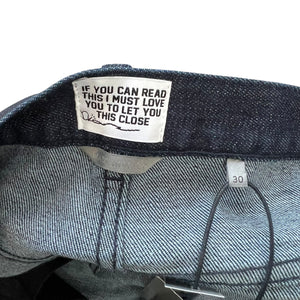 IF YOU CAN READ
THIS I MUST LOVE
YOU TO LET YOU
THIS CLOSE
30